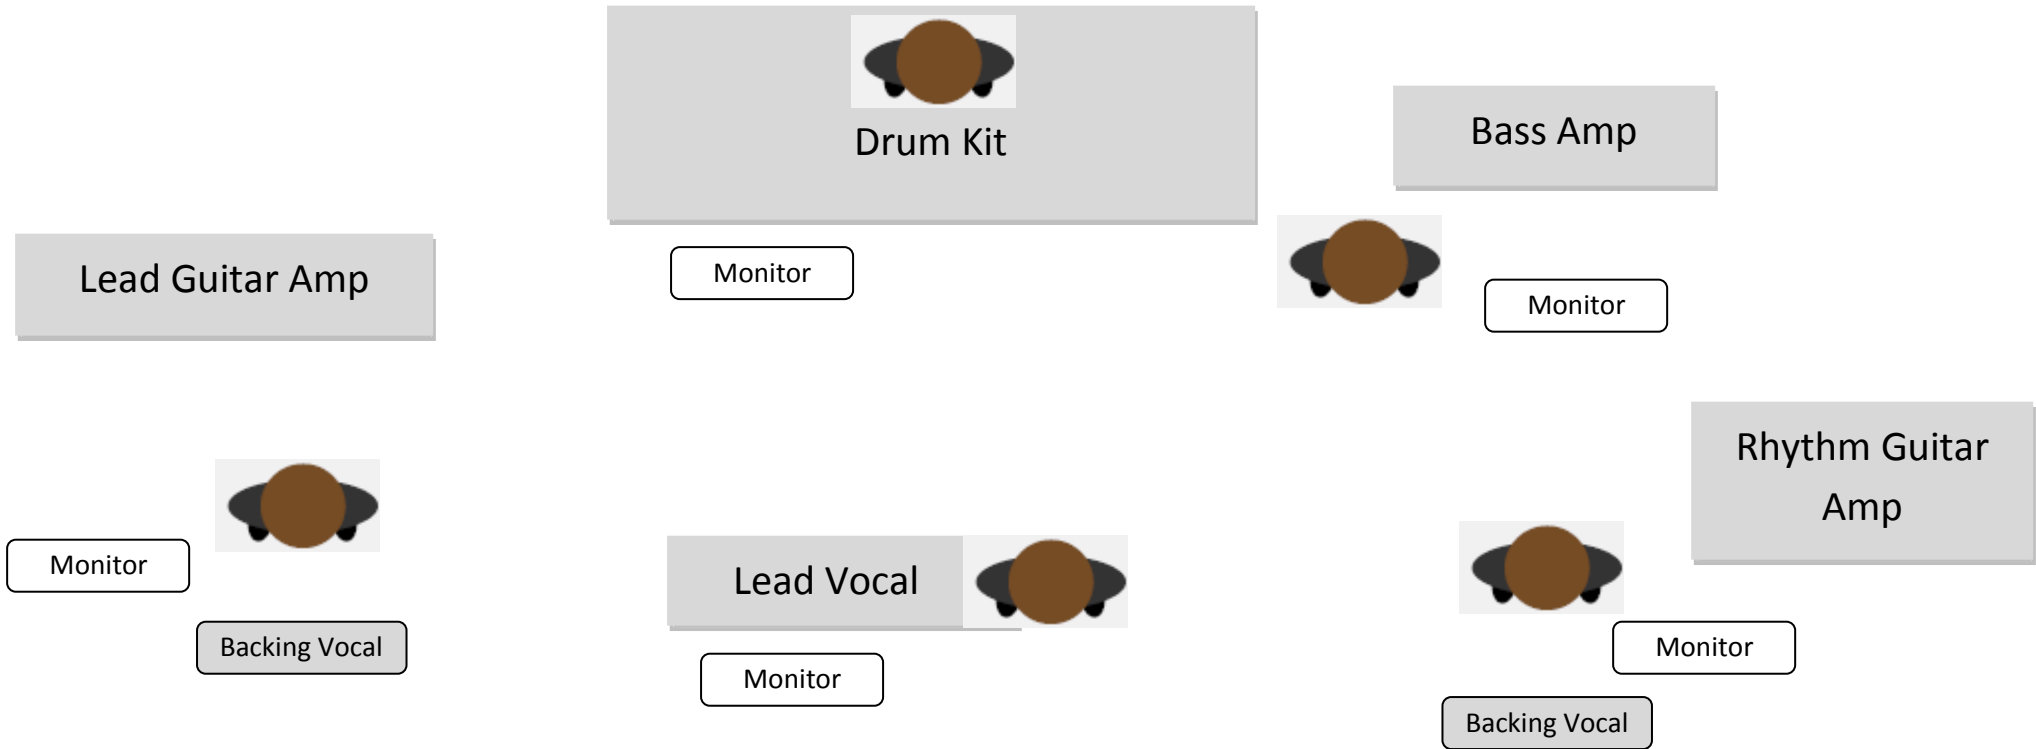 Drum Kit
Bass Amp
Lead Guitar Amp
Monitor
Monitor
Rhythm Guitar
Amp
Monitor
Lead Vocal
Backing Vocal
Monitor
Monitor
Backing Vocal